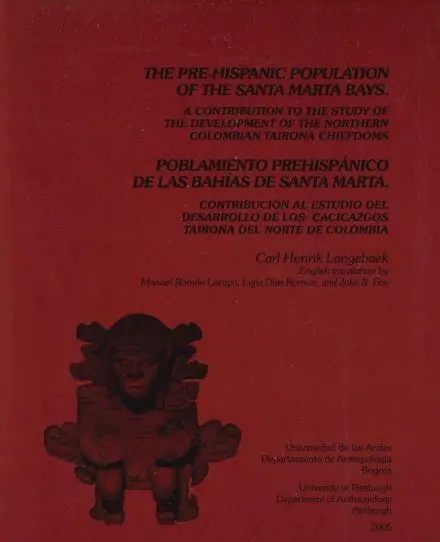 THE PRE-HISPANIC POPULATION
OF THE SANTA MARTA BAYS.
A CONTRIBUTION TO THE STUDY OF
THE DEVELOPMENT OF THE NORTHERN
COLOMBIAN TAIRONA CHIEFDOMS
POBLAMIENTO PREHISPÁNICO
DE LAS BAHÍAS DE SANTA MARTA.
CONTRIBUCIÓN AL ESTUDIO DEL
DESARROLLO DE LOS CACICAZGOS
TAIRONA DEL NORTE DE COLOMBIA
Carl Henrik Langebaek
English translation by
Manuel Román Lacayo, Ligia and B. Fox
Universidad de los Andes
Departamento de Antropología
Bogotá
University of Pittsburgh
Department of Anthropology
Pittsburgh
2005